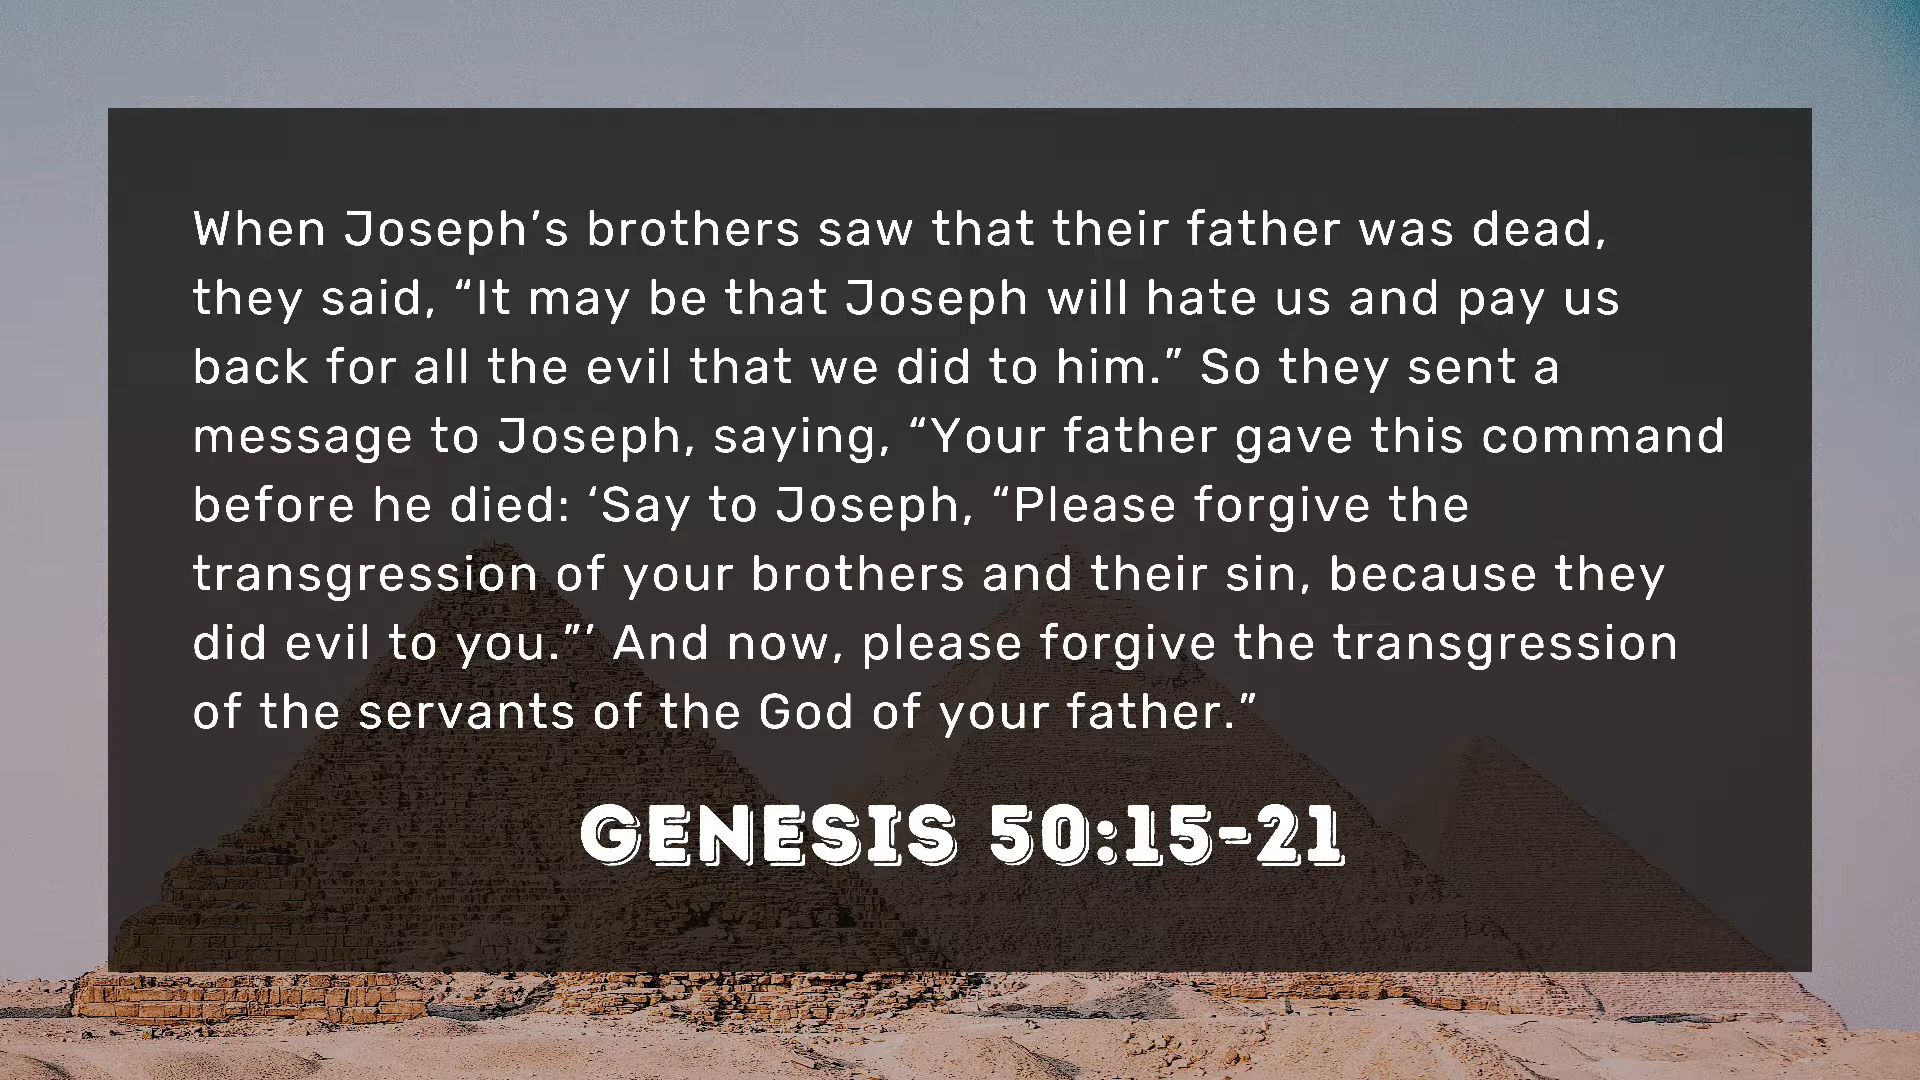 When Joseph’s brothers saw that their father was dead,
they said, “It may be that Joseph will hate us and pay us
back for all the evil that we did to him.” So they sent a
message to Joseph, saying, “Your father gave this command
before he died: ‘Say to Joseph, “Please forgive the
transgression of your brothers and their sin, because they
did evil to you.”’ And now, please forgive the transgression
of the servants of the God of your father.”
GENESIS 50:15-21